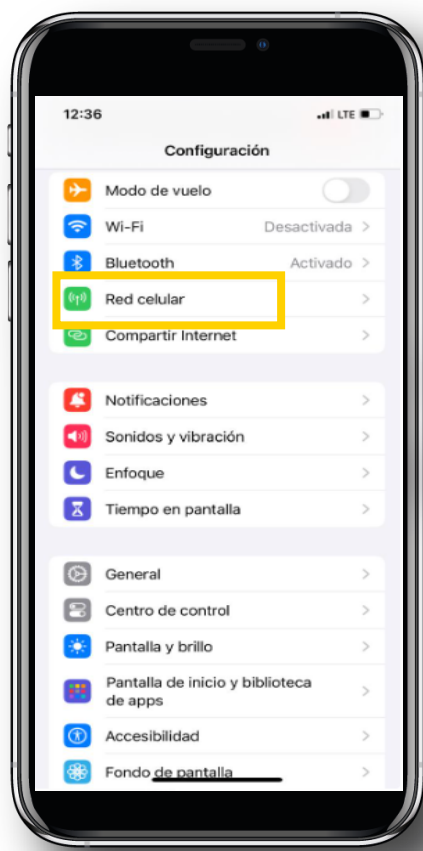 12:36
LTE
Configuración
Modo de vuelo
Wi-Fi Desactivada
Bluetooth Activado
Red celular
Compartir Internet
Notificaciones
Sonidos y vibración
Enfoque
Tiempo en pantalla
General
Centro de control
Pantalla y brillo
Pantalla de inicio y biblioteca
de apps
Accesibilidad
Fondo de pantalla